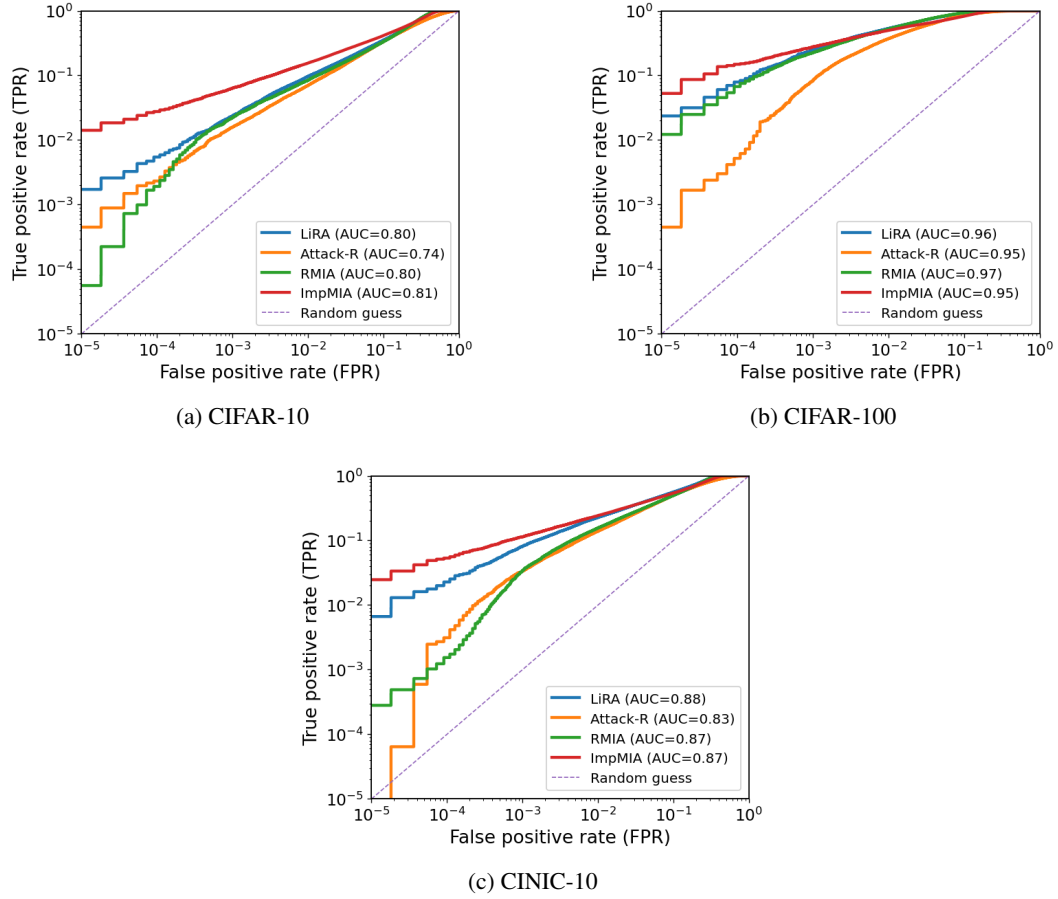 10^0
10^-1
10^-2
10^-3
10^-4
10^-5
True positive rate (TPR)
LiRA (AUC=0.80)
Attack-R (AUC=0.74)
RMIA (AUC=0.80)
ImpMIA (AUC=0.81)
Random guess
10^-5 10^-4 10^-3 10^-2 10^-1 10^0
False positive rate (FPR)
(a) CIFAR-10
10^0
10^-1
10^-2
10^-3
10^-4
10^-5
True positive rate (TPR)
LiRA (AUC=0.96)
Attack-R (AUC=0.95)
RMIA (AUC=0.97)
ImpMIA (AUC=0.95)
Random guess
10^-5 10^-4 10^-3 10^-2 10^-1 10^0
False positive rate (FPR)
(b) CIFAR-100
10^0
10^-1
10^-2
10^-3
10^-4
10^-5
True positive rate (TPR)
LiRA (AUC=0.88)
Attack-R (AUC=0.83)
RMIA (AUC=0.87)
ImpMIA (AUC=0.87)
Random guess
10^-5 10^-4 10^-3 10^-2 10^-1 10^0
False positive rate (FPR)
(c) CINIC-10